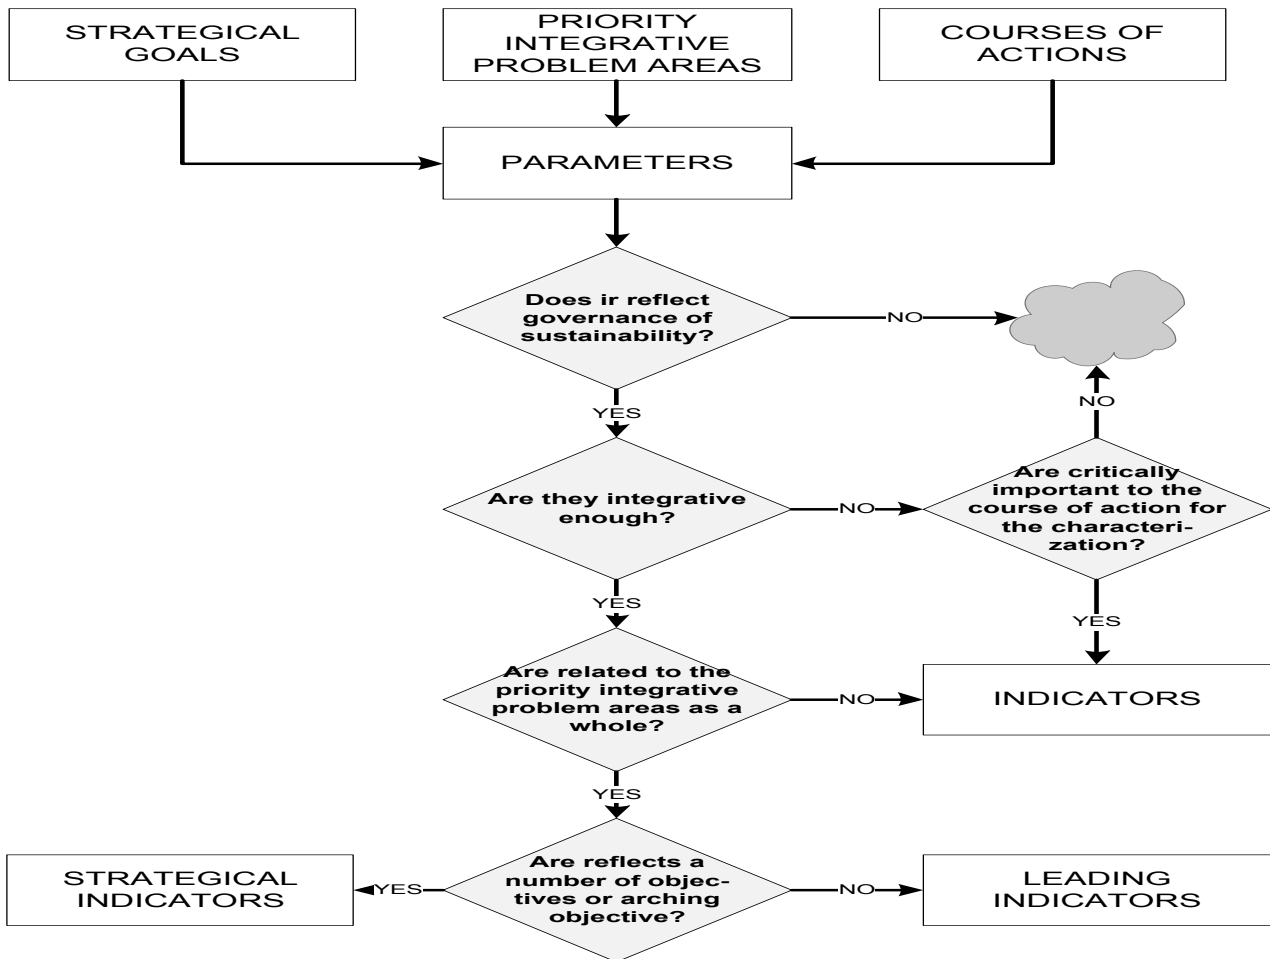 STRATEGICAL
GOALS
PRIORITY
INTEGRATIVE
PROBLEM AREAS
COURSES OF
ACTIONS
PARAMETERS
Does ir reflect
governance of
sustainability?
NO
YES
NO
Are they integrative
enough?
NO
Are critically
important to the
course of action for
the characteri-
zation?
YES
YES
Are related to the
priority integrative
problem areas as a
whole?
NO
INDICATORS
YES
STRATEGICAL
INDICATORS
YES
Are reflects a
number of objec-
tives or arching
objective?
NO
LEADING
INDICATORS